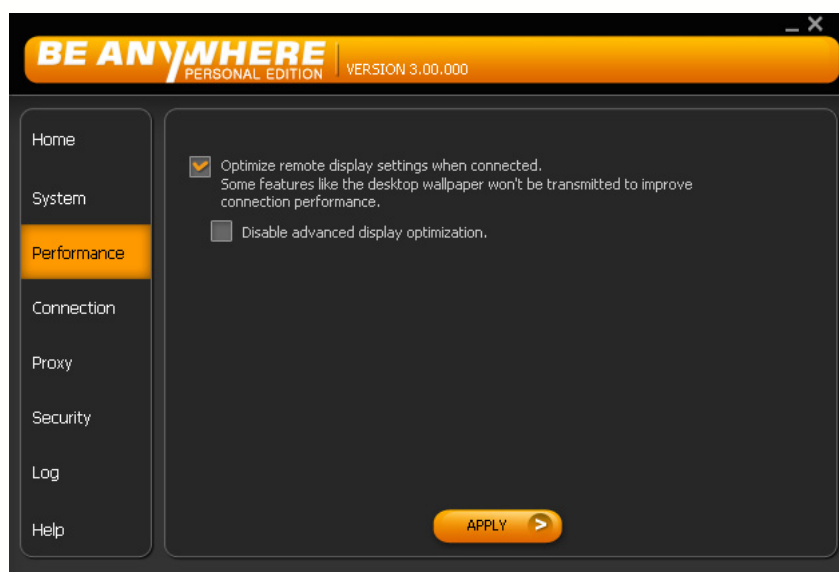 BE ANYWHERE
PERSONAL EDITION
VERSION 3.00.000
Home
System
Performance
Connection
Proxy
Security
Log
Help
Optimize remote display settings when connected.
Some features like the desktop wallpaper won't be transmitted to improve
connection performance.
Disable advanced display optimization.
APPLY